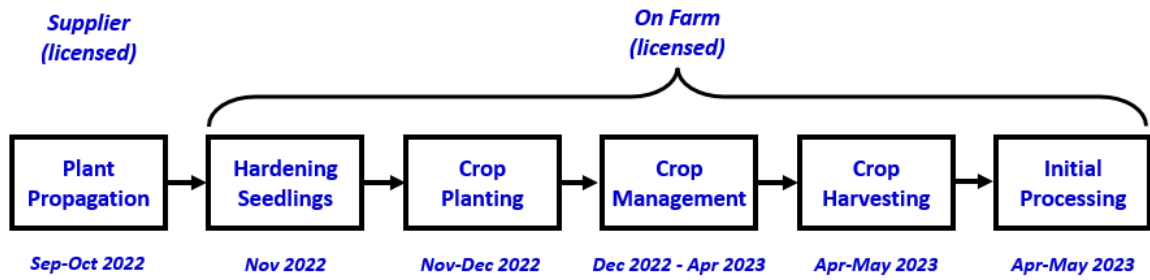 Supplier
(licensed)
On Farm
(licensed)
Plant
Propagation
Hardening
Seedlings
Crop
Planting
Crop
Management
Crop
Harvesting
Initial
Processing
Sep-Oct 2022
Nov 2022
Nov-Dec 2022
Dec 2022 - Apr 2023
Apr-May 2023
Apr-May 2023